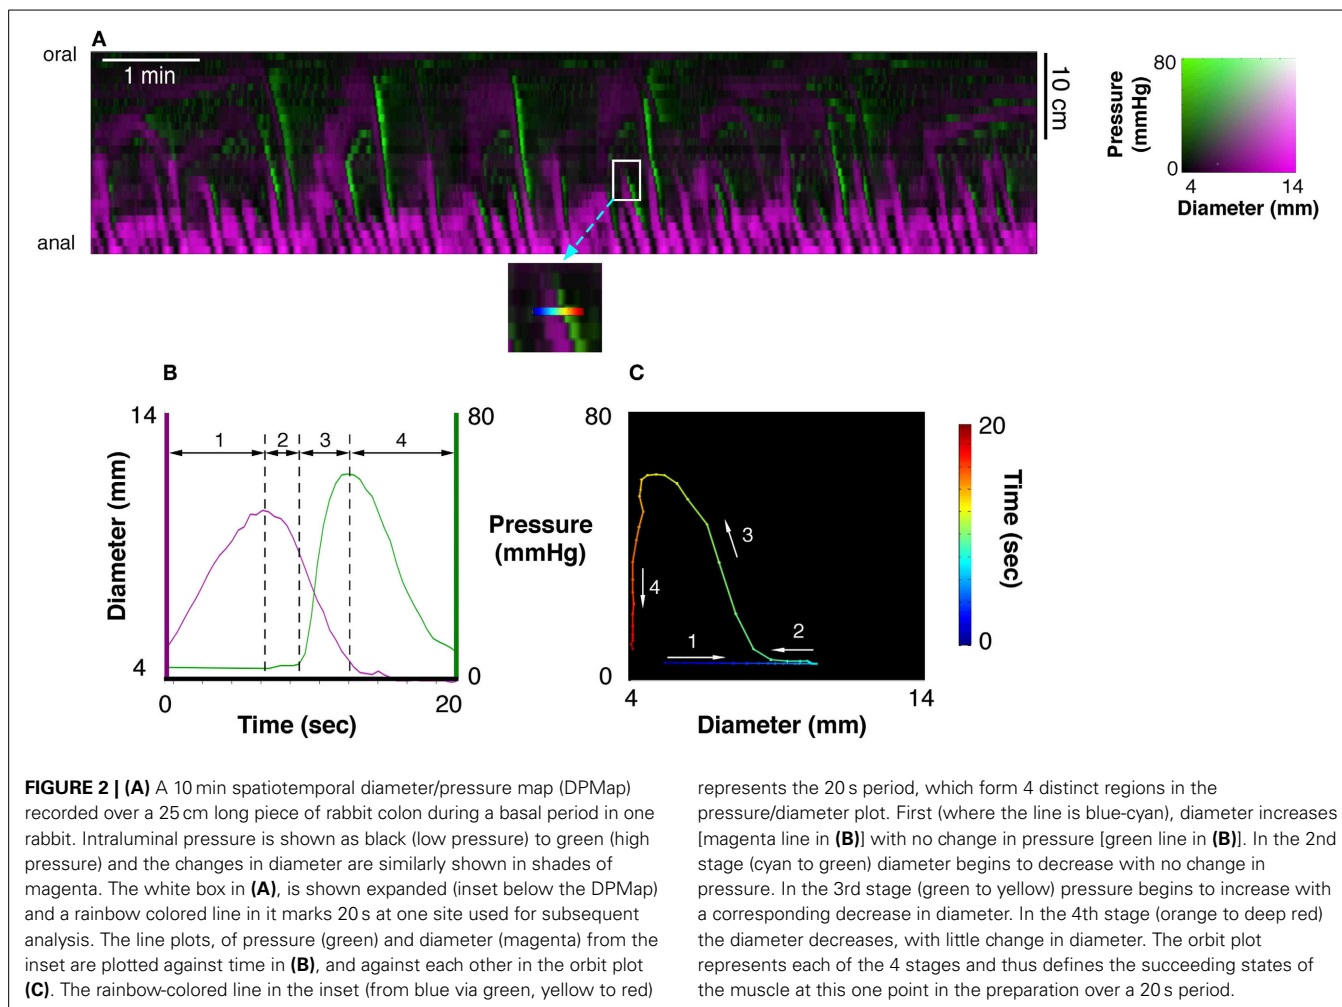 A
oral
1 min
anal
10 cm
80
Pressure
(mmHg)
0
4
14
Diameter (mm)
B
14
80
1
2
3
4
Diameter (mm)
Pressure
(mmHg)
4
0
0
20
Time (sec)
C
80
3
4
1
2
0
4
14
Diameter (mm)
20
Time (sec)
0
FIGURE 2 | (A) A 10 min spatiotemporal diameter/pressure map (DPMap)
recorded over a 25 cm long piece of rabbit colon during a basal period in one
rabbit. Intraluminal pressure is shown as black (low pressure) to green (high
pressure) and the changes in diameter are similarly shown in shades of
magenta. The white box in (A), is shown expanded (inset below the DPMap)
and a rainbow colored line in it marks 20 s at one site used for subsequent
analysis. The line plots, of pressure (green) and diameter (magenta) from the
inset are plotted against time in (B), and against each other in the orbit plot
(C). The rainbow-colored line in the inset (from blue via green, yellow to red)
represents the 20 s period, which form 4 distinct regions in the
pressure/diameter plot. First (where the line is blue-cyan), diameter increases
[magenta line in (B)] with no change in pressure [green line in (B)]. In the 2nd
stage (cyan to green) diameter begins to decrease with no change in
pressure. In the 3rd stage (green to yellow) pressure begins to increase with
a corresponding decrease in diameter. In the 4th stage (orange to deep red)
the diameter decreases, with little change in diameter. The orbit plot
represents each of the 4 stages and thus defines the succeeding states of
the muscle at this one point in the preparation over a 20 s period.